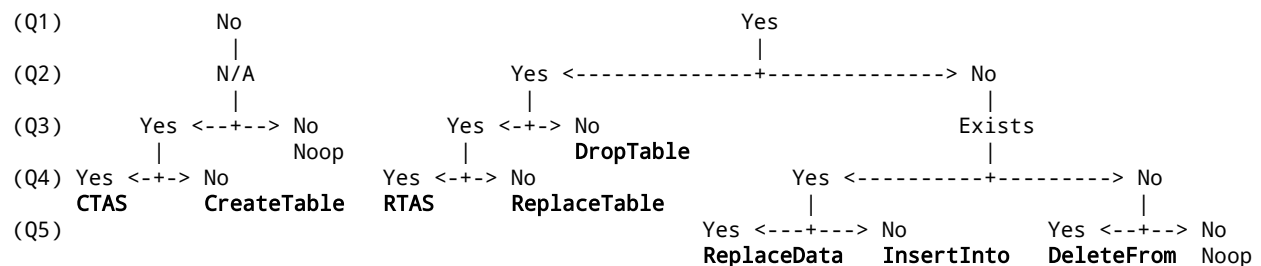 (Q1) No Yes
| |
(Q2) N/A Yes <--------------+--------------> No
| | |
(Q3) Yes <--+--> No Yes <-+-> No Exists
| Noop | DropTable |
(Q4) Yes <-+-> No Yes <-+-> No Yes <----------+---------> No
CTAS CreateTable RTAS ReplaceTable | |
(Q5) Yes <---+---> No Yes <--+--> No
ReplaceData InsertInto DeleteFrom Noop